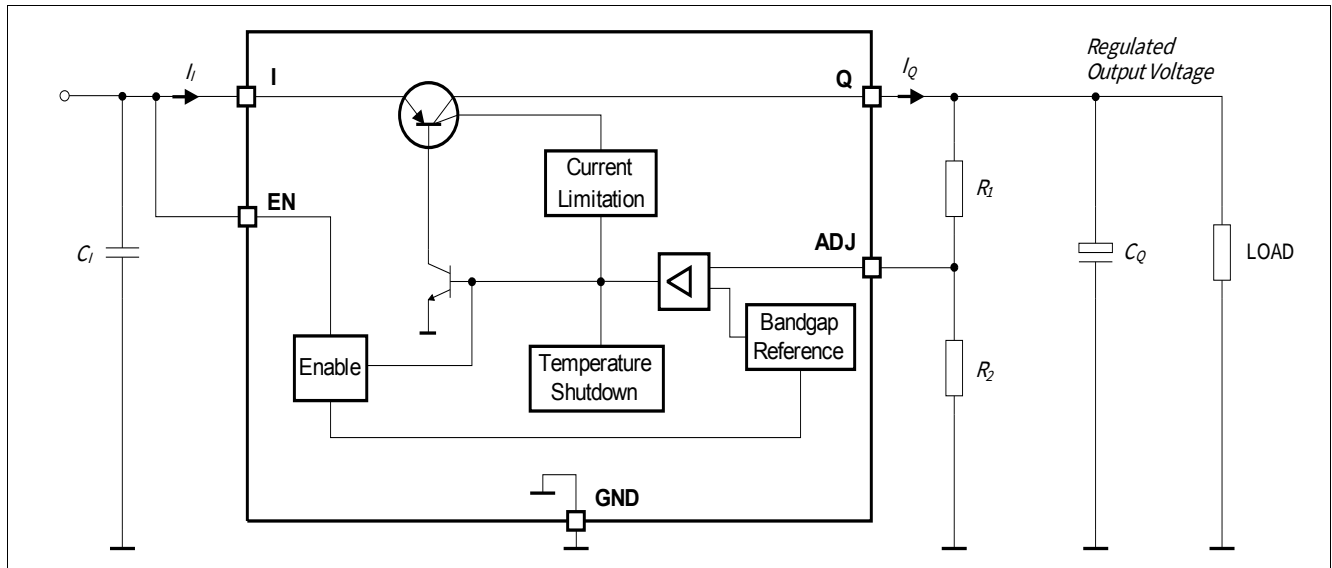 Regulated
Output Voltage
I_I
I
Q
I_Q
Current
Limitation
R_1
EN
ADJ
C_I
C_Q
LOAD
Bandgap
Reference
Enable
Temperature
Shutdown
R_2
GND